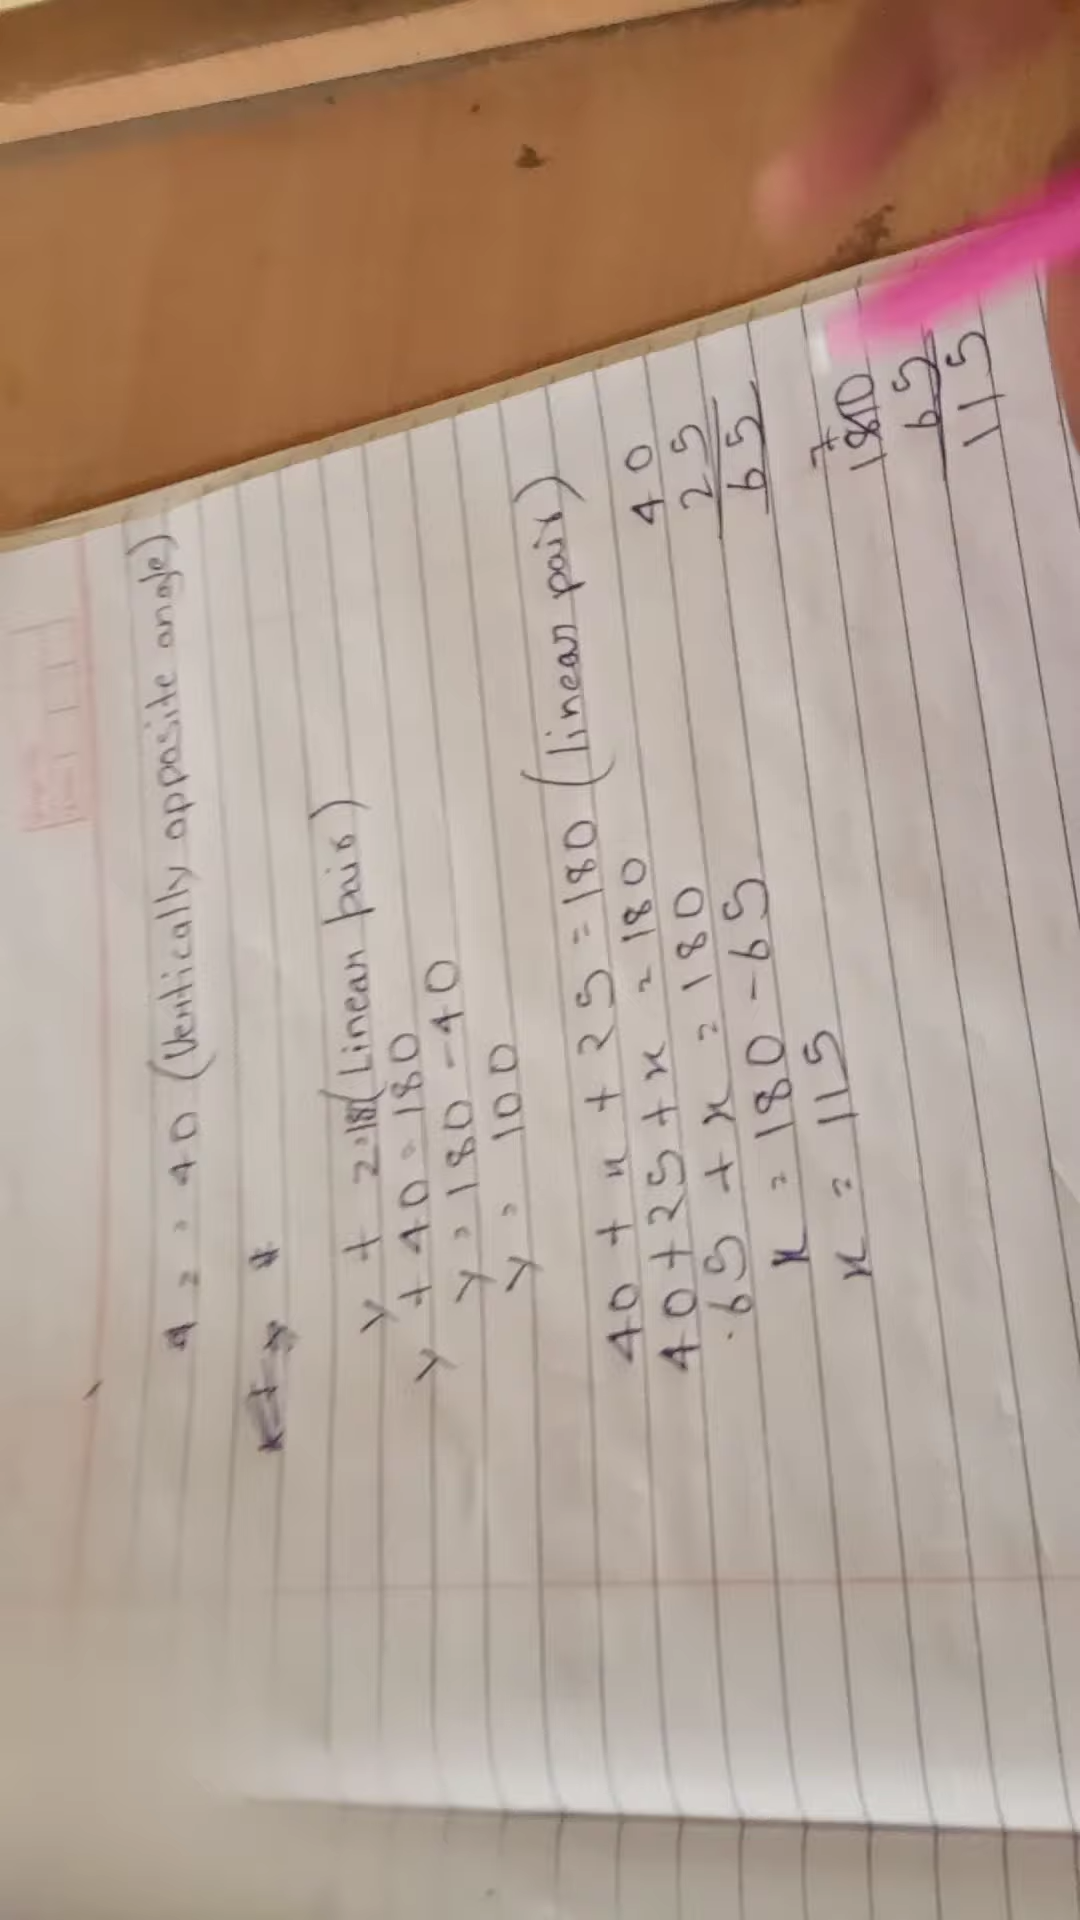 z = 40 (Vertically opposite angle)
y + z = 180 (Linear pair)
y + 40 = 180
y = 180 - 40
y = 100
40 + x + 25 = 180 (linear pair)
40 + 25 + x = 180
65 + x = 180
x = 180 - 65
x = 115
40
25
65
7
180
65
115